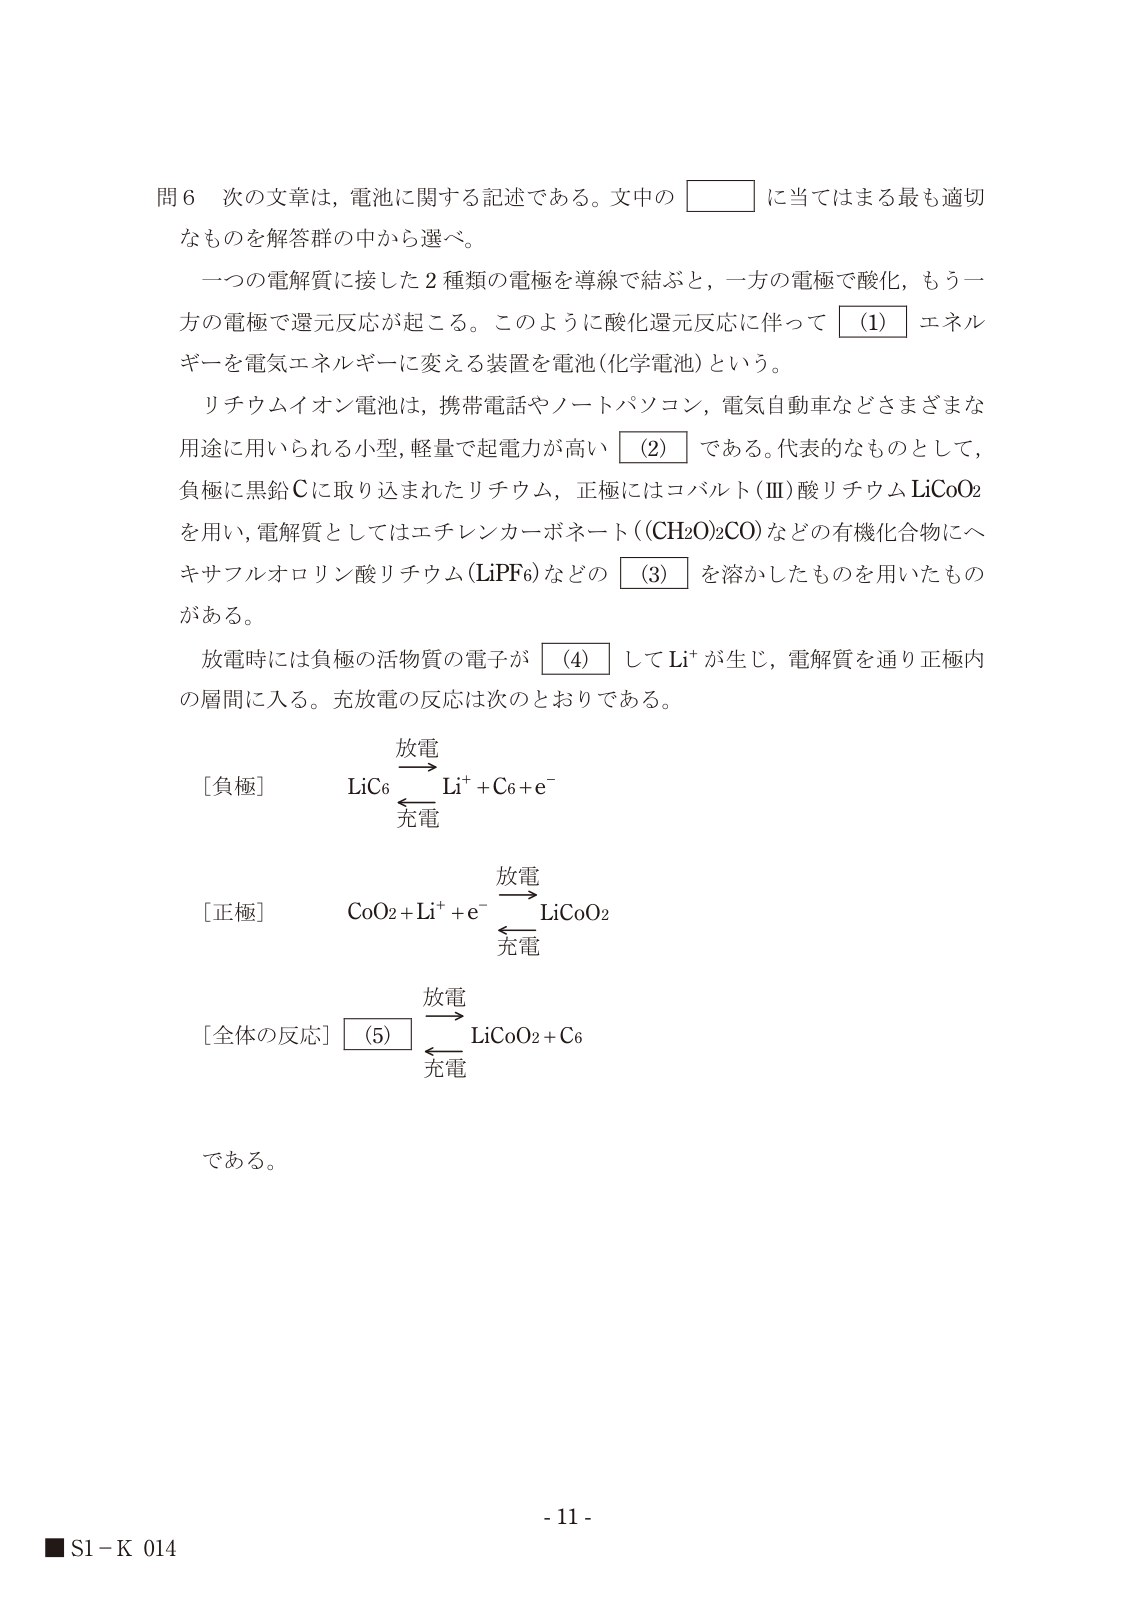 問6 次の文章は，電池に関する記述である。文中の に当てはまる最も適切
なものを解答群の中から選べ。
一つの電解質に接した2種類の電極を導線で結ぶと，一方の電極で酸化，もう一
方の電極で還元反応が起こる。このように酸化還元反応に伴って (1) エネル
ギーを電気エネルギーに変える装置を電池(化学電池)という。
リチウムイオン電池は，携帯電話やノートパソコン，電気自動車などさまざまな
用途に用いられる小型，軽量で起電力が高い (2) である。代表的なものとして，
負極に黒鉛Cに取り込まれたリチウム，正極にはコバルト(Ⅲ)酸リチウムLiCoO2
を用い，電解質としてはエチレンカーボネート((CH2O)2CO)などの有機化合物にヘ
キサフルオロリン酸リチウム(LiPF6)などの (3) を溶かしたものを用いたもの
がある。
放電時には負極の活物質の電子が (4) してLi⁺が生じ，電解質を通り正極内
の層間に入る。充放電の反応は次のとおりである。
放電
[負極] LiC6 → ← Li⁺+C6+e⁻
充電
放電
[正極] CoO2+Li⁺+e⁻ → ← LiCoO2
充電
放電
[全体の反応] (5) → ← LiCoO2+C6
充電
である。
- 11 -
■ S1－K 014